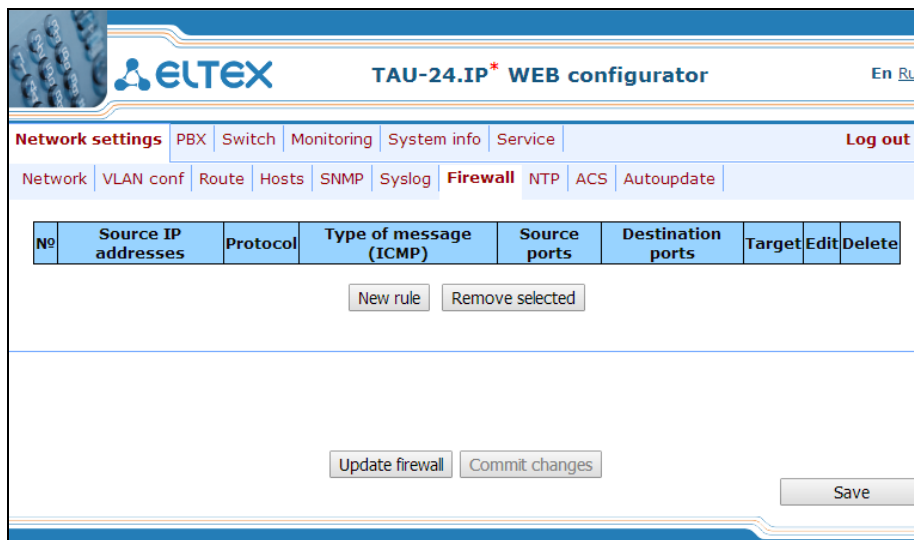 ELTEX TAU-24.IP* WEB configurator En Ru
Network settings PBX Switch Monitoring System info Service Log out
Network VLAN conf Route Hosts SNMP Syslog Firewall NTP ACS Autoupdate
№ Source IP addresses Protocol Type of message (ICMP) Source ports Destination ports Target Edit Delete
New rule Remove selected
Update firewall Commit changes
Save